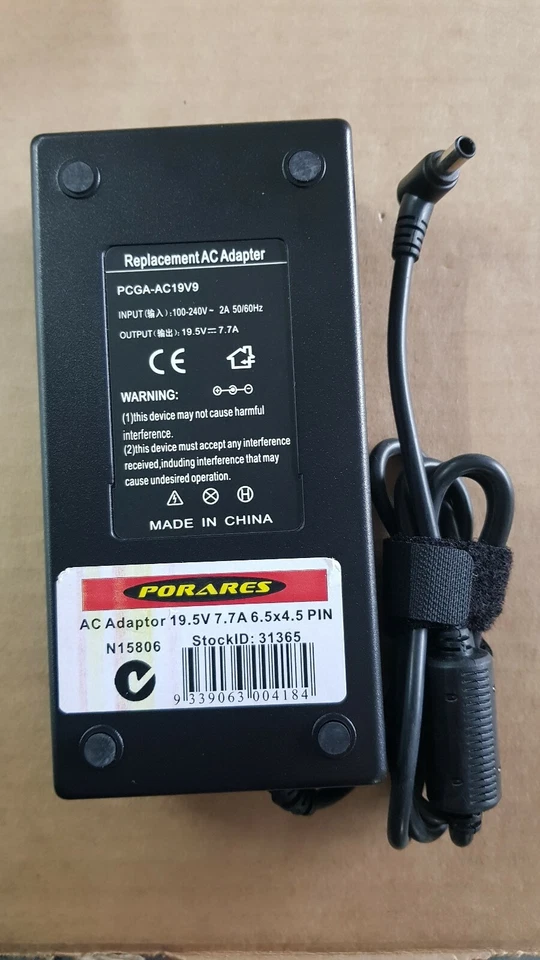 Replacement AC Adapter
PCGA-AC19V9
INPUT(输入):100-240V~ 2A 50/60Hz
OUTPUT(输出): 19.5V⎓7.7A
CE
WARNING:
(1)this device may not cause harmful
interference.
(2)this device must accept any interference
received,induding interference that may
cause undesired operation.
H
MADE IN CHINA
PORARES
AC Adaptor 19.5V 7.7A 6.5x4.5 PIN
N15806 StockID: 31365
9 339063 004184